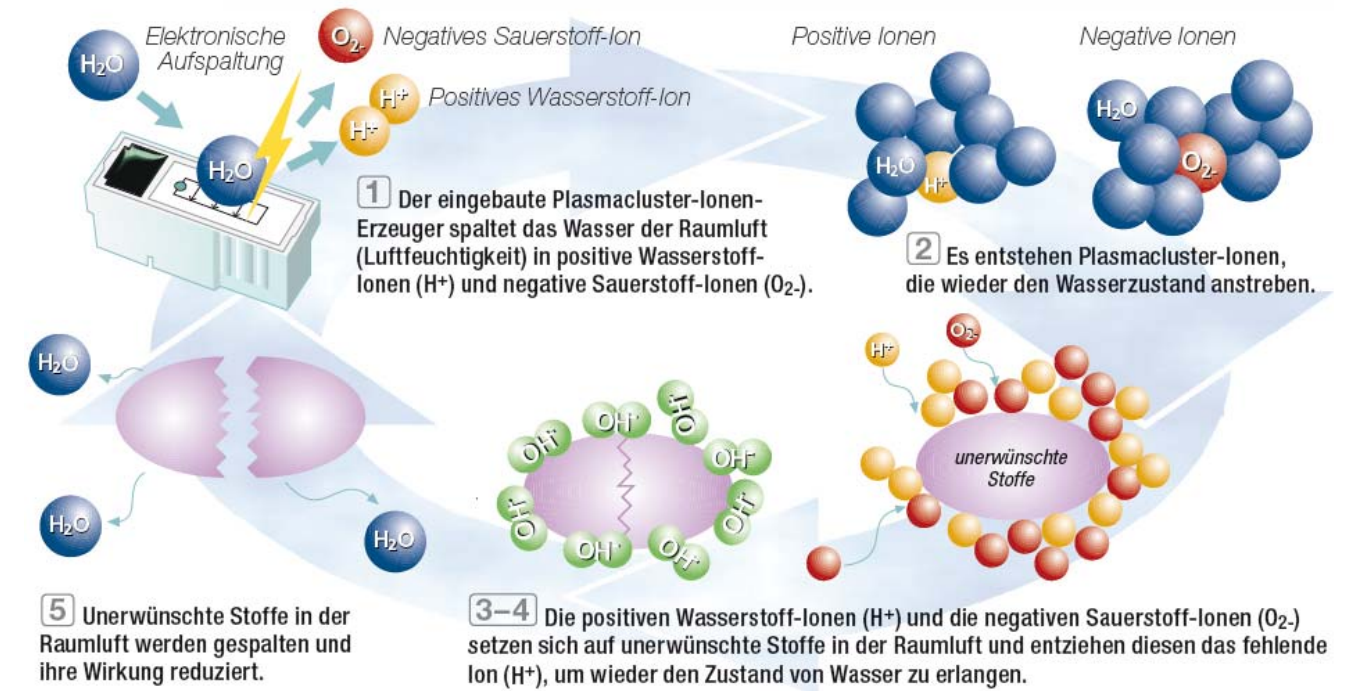 Elektronische
Aufspaltung
H₂O
H₂O
O₂-
Negatives Sauerstoff-Ion
H+
H+
Positives Wasserstoff-Ion
1 Der eingebaute Plasmacluster-Ionen-
Erzeuger spaltet das Wasser der Raumluft
(Luftfeuchtigkeit) in positive Wasserstoff-
Ionen (H+) und negative Sauerstoff-Ionen (O₂-).
Positive Ionen
H₂O
H+
Negative Ionen
H₂O
O₂-
2 Es entstehen Plasmacluster-Ionen,
die wieder den Wasserzustand anstreben.
H+
O₂-
unerwünschte
Stoffe
OH-
OH-
OH-
OH-
OH-
OH-
OH-
OH-
3–4 Die positiven Wasserstoff-Ionen (H+) und die negativen Sauerstoff-Ionen (O₂-)
setzen sich auf unerwünschte Stoffe in der Raumluft und entziehen diesen das fehlende
Ion (H+), um wieder den Zustand von Wasser zu erlangen.
H₂O
H₂O
H₂O
5 Unerwünschte Stoffe in der
Raumluft werden gespalten und
ihre Wirkung reduziert.